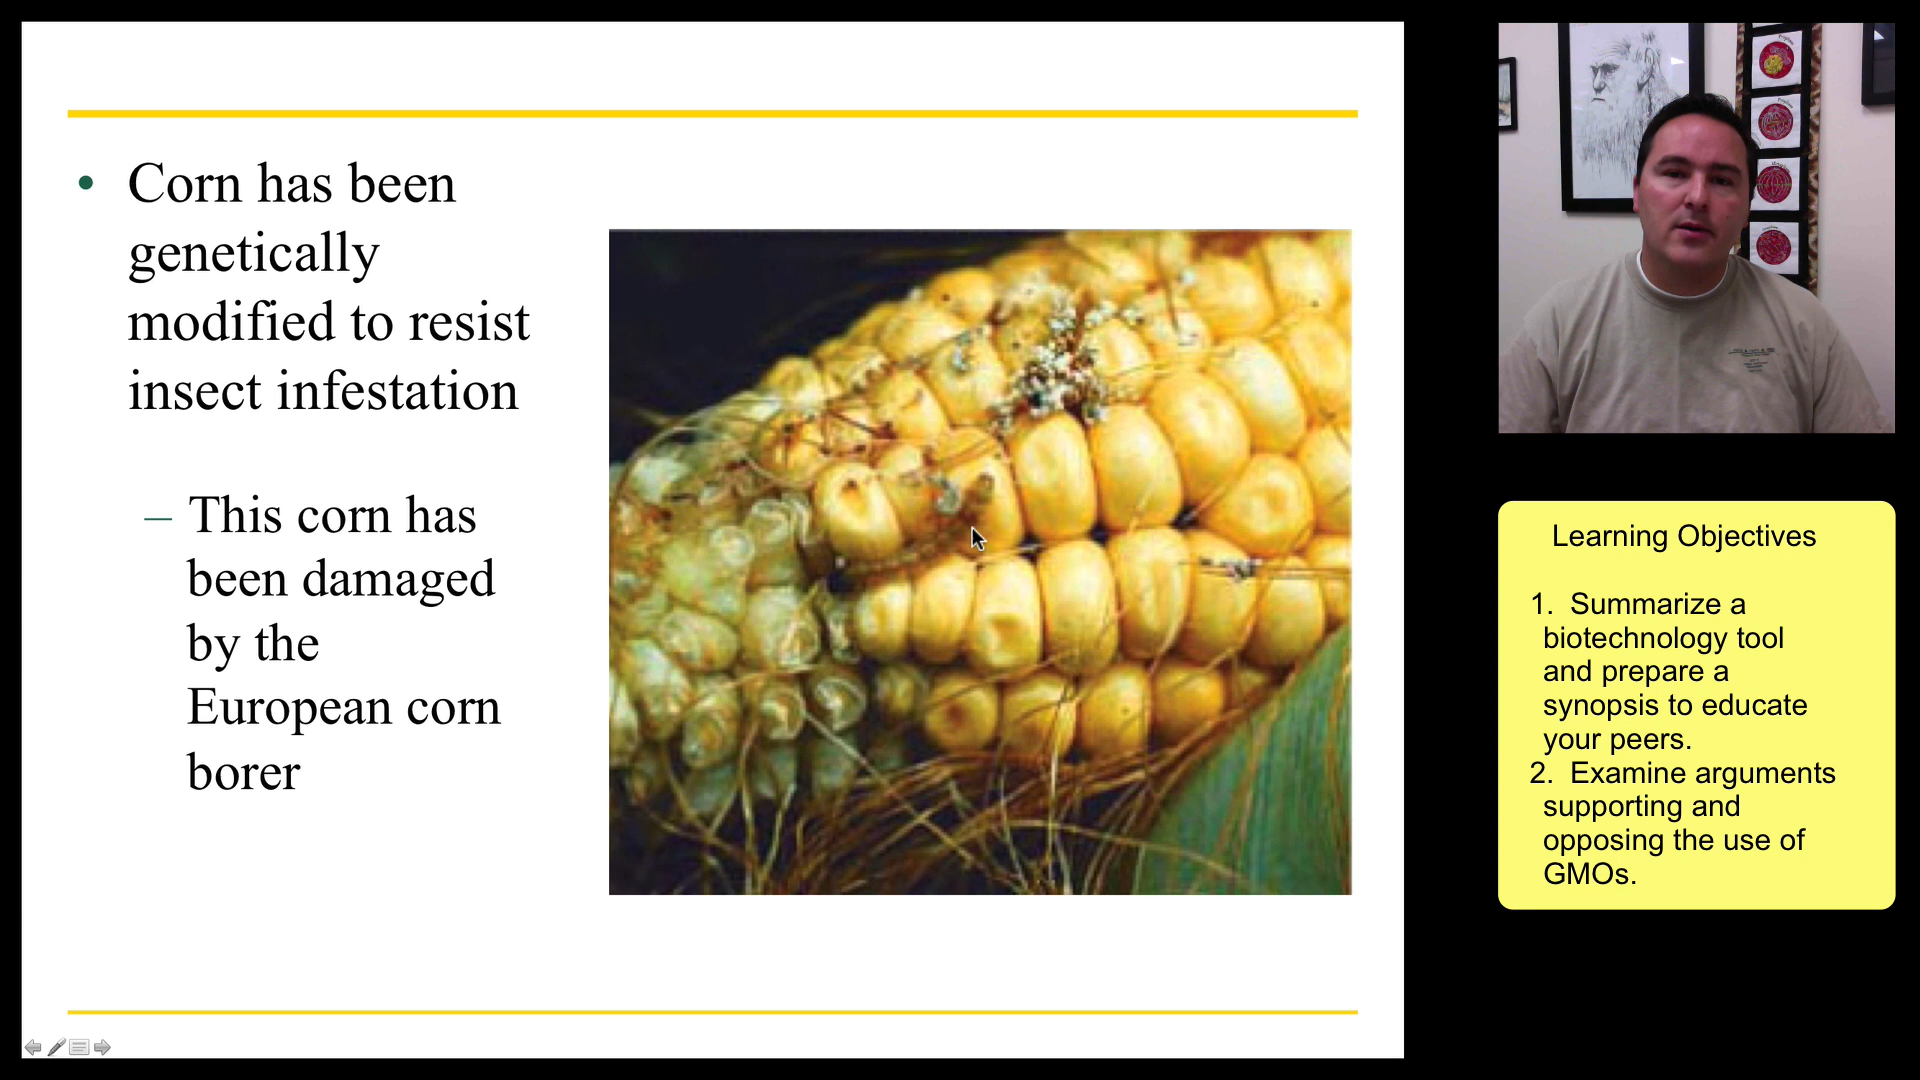 Corn has been
genetically
modified to resist
insect infestation
– This corn has
been damaged
by the
European corn
borer
Learning Objectives
1. Summarize a
biotechnology tool
and prepare a
synopsis to educate
your peers.
2. Examine arguments
supporting and
opposing the use of
GMOs.